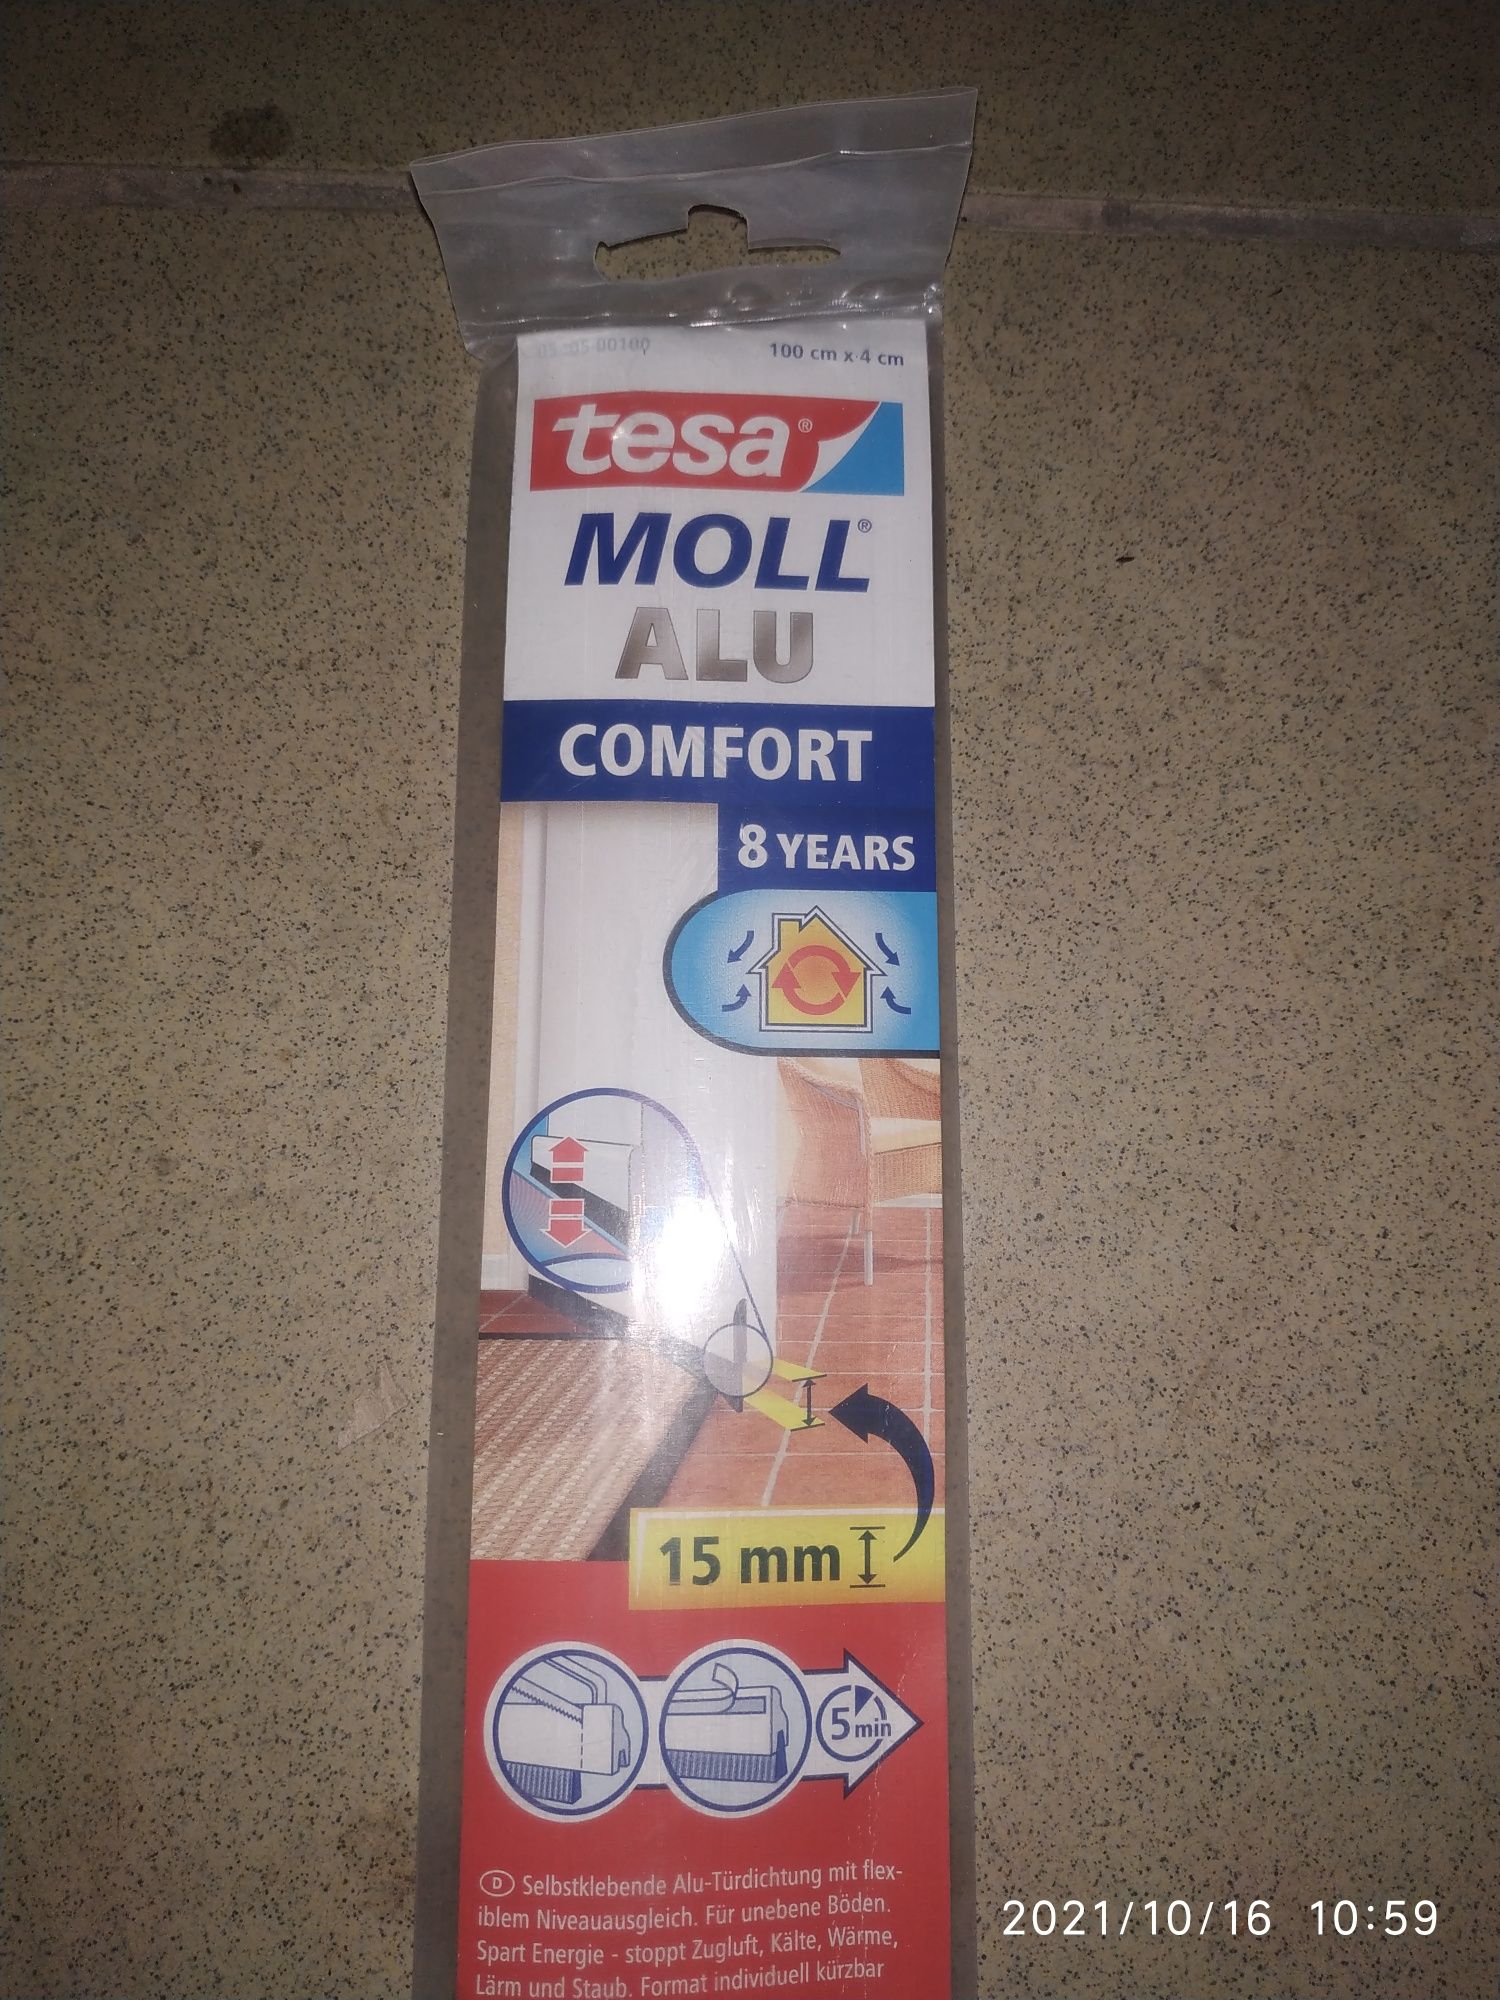 100 cm x 4 cm
tesa®
MOLL®
ALU
COMFORT
8 YEARS
15 mm
5 min
D Selbstklebende Alu-Türdichtung mit flex-
iblem Niveauausgleich. Für unebene Böden.
Spart Energie - stoppt Zugluft, Kälte, Wärme,
Lärm und Staub. Format individuell kürzbar
2021/10/16 10:59